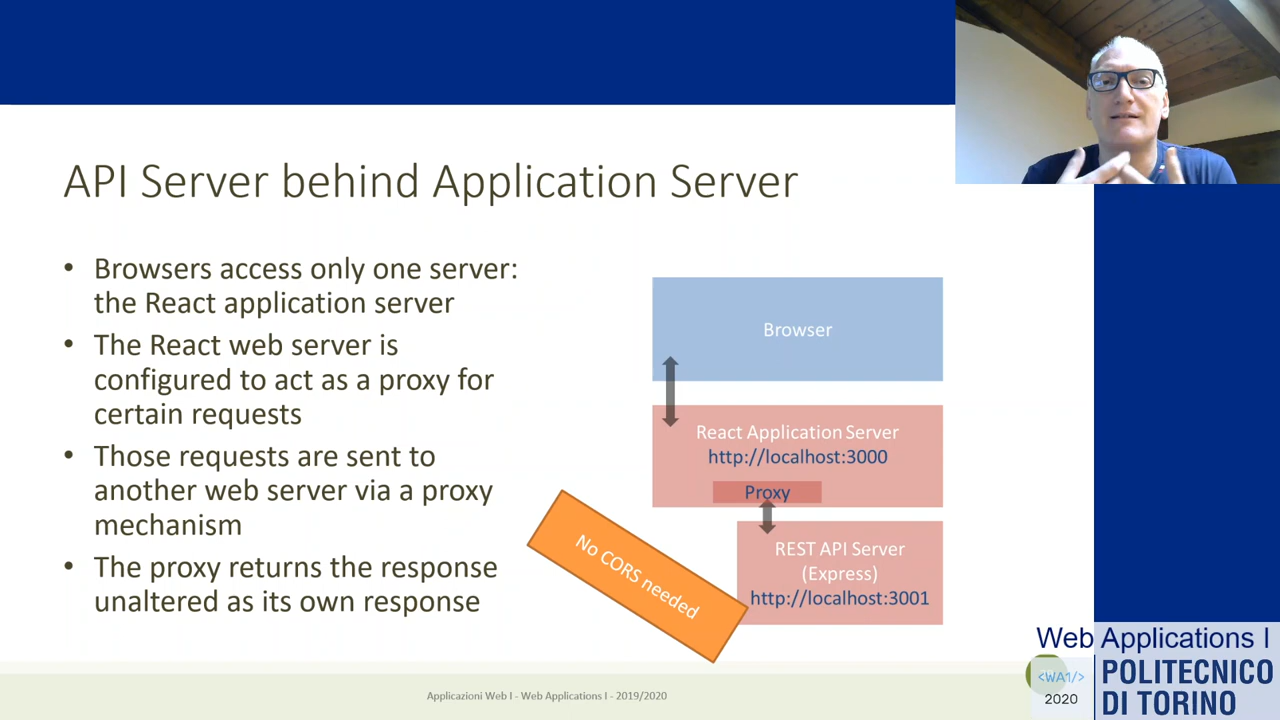 API Server behind Application Server
• Browsers access only one server:
the React application server
• The React web server is
configured to act as a proxy for
certain requests
• Those requests are sent to
another web server via a proxy
mechanism
• The proxy returns the response
unaltered as its own response
Browser
React Application Server
http://localhost:3000
Proxy
REST API Server
(Express)
http://localhost:3001
No CORS needed
Applicazioni Web I - Web Applications I - 2019/2020
Web Applications I
<WA1/>
2020
POLITECNICO
DI TORINO